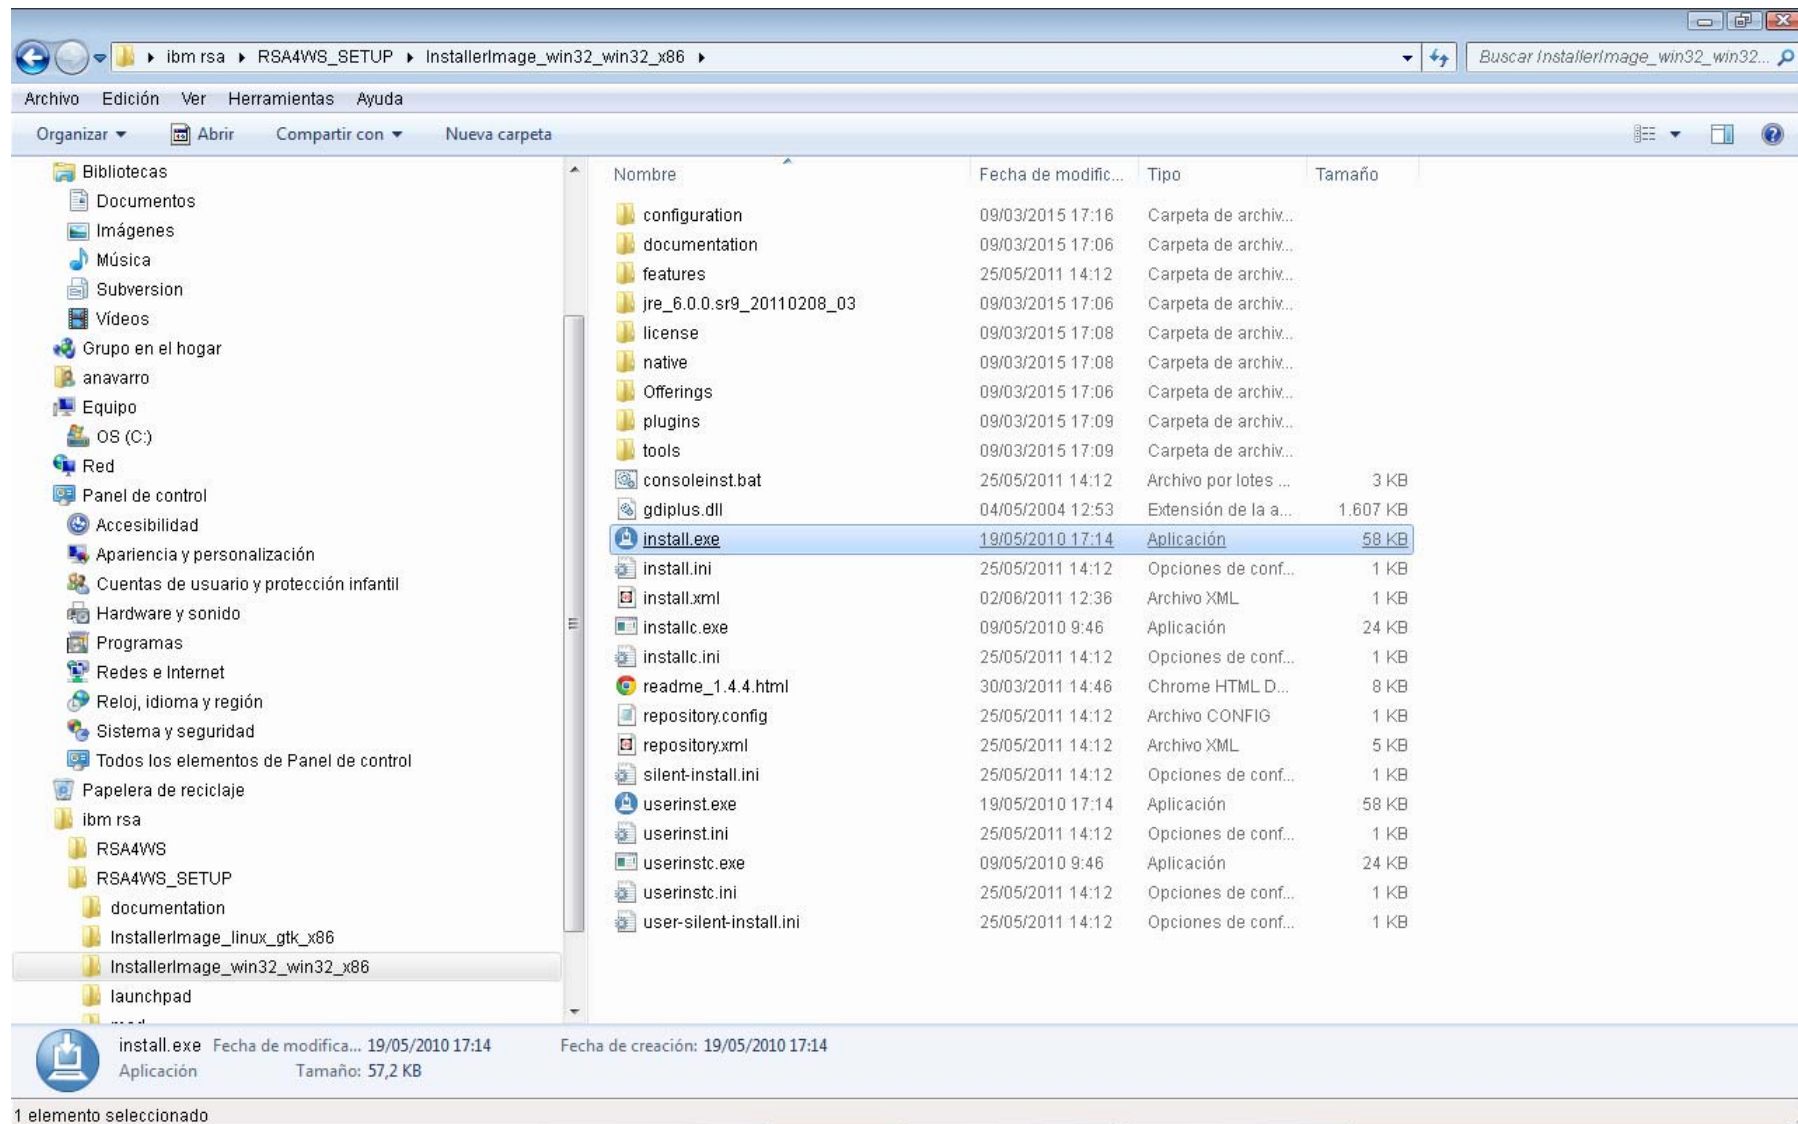 ibm rsa RSA4WS_SETUP InstallerImage_win32_win32_x86 Buscar InstallerImage_win32_win32...
Archivo Edición Ver Herramientas Ayuda
Organizar Abrir Compartir con Nueva carpeta
Bibliotecas
Documentos
Imágenes
Música
Subversion
Vídeos
Grupo en el hogar
anavarro
Equipo
OS (C:)
Red
Panel de control
Accesibilidad
Apariencia y personalización
Cuentas de usuario y protección infantil
Hardware y sonido
Programas
Redes e Internet
Reloj, idioma y región
Sistema y seguridad
Todos los elementos de Panel de control
Papelera de reciclaje
ibm rsa
RSA4WS
RSA4WS_SETUP
documentation
InstallerImage_linux_gtk_x86
InstallerImage_win32_win32_x86
launchpad
Nombre Fecha de modific... Tipo Tamaño
configuration 09/03/2015 17:16 Carpeta de archiv...
documentation 09/03/2015 17:06 Carpeta de archiv...
features 25/05/2011 14:12 Carpeta de archiv...
jre_6.0.0.sr9_20110208_03 09/03/2015 17:06 Carpeta de archiv...
license 09/03/2015 17:08 Carpeta de archiv...
native 09/03/2015 17:08 Carpeta de archiv...
Offerings 09/03/2015 17:06 Carpeta de archiv...
plugins 09/03/2015 17:09 Carpeta de archiv...
tools 09/03/2015 17:09 Carpeta de archiv...
consoleinst.bat 25/05/2011 14:12 Archivo por lotes ... 3 KB
gdiplus.dll 04/05/2004 12:53 Extensión de la a... 1.607 KB
install.exe 19/05/2010 17:14 Aplicación 58 KB
install.ini 25/05/2011 14:12 Opciones de conf... 1 KB
install.xml 02/06/2011 12:36 Archivo XML 1 KB
installc.exe 09/05/2010 9:46 Aplicación 24 KB
installc.ini 25/05/2011 14:12 Opciones de conf... 1 KB
readme_1.4.4.html 30/03/2011 14:46 Chrome HTML D... 8 KB
repository.config 25/05/2011 14:12 Archivo CONFIG 1 KB
repository.xml 25/05/2011 14:12 Archivo XML 5 KB
silent-install.ini 25/05/2011 14:12 Opciones de conf... 1 KB
userinst.exe 19/05/2010 17:14 Aplicación 58 KB
userinst.ini 25/05/2011 14:12 Opciones de conf... 1 KB
userinstc.exe 09/05/2010 9:46 Aplicación 24 KB
userinstc.ini 25/05/2011 14:12 Opciones de conf... 1 KB
user-silent-install.ini 25/05/2011 14:12 Opciones de conf... 1 KB
install.exe Fecha de modifica... 19/05/2010 17:14 Fecha de creación: 19/05/2010 17:14
Aplicación Tamaño: 57,2 KB
1 elemento seleccionado